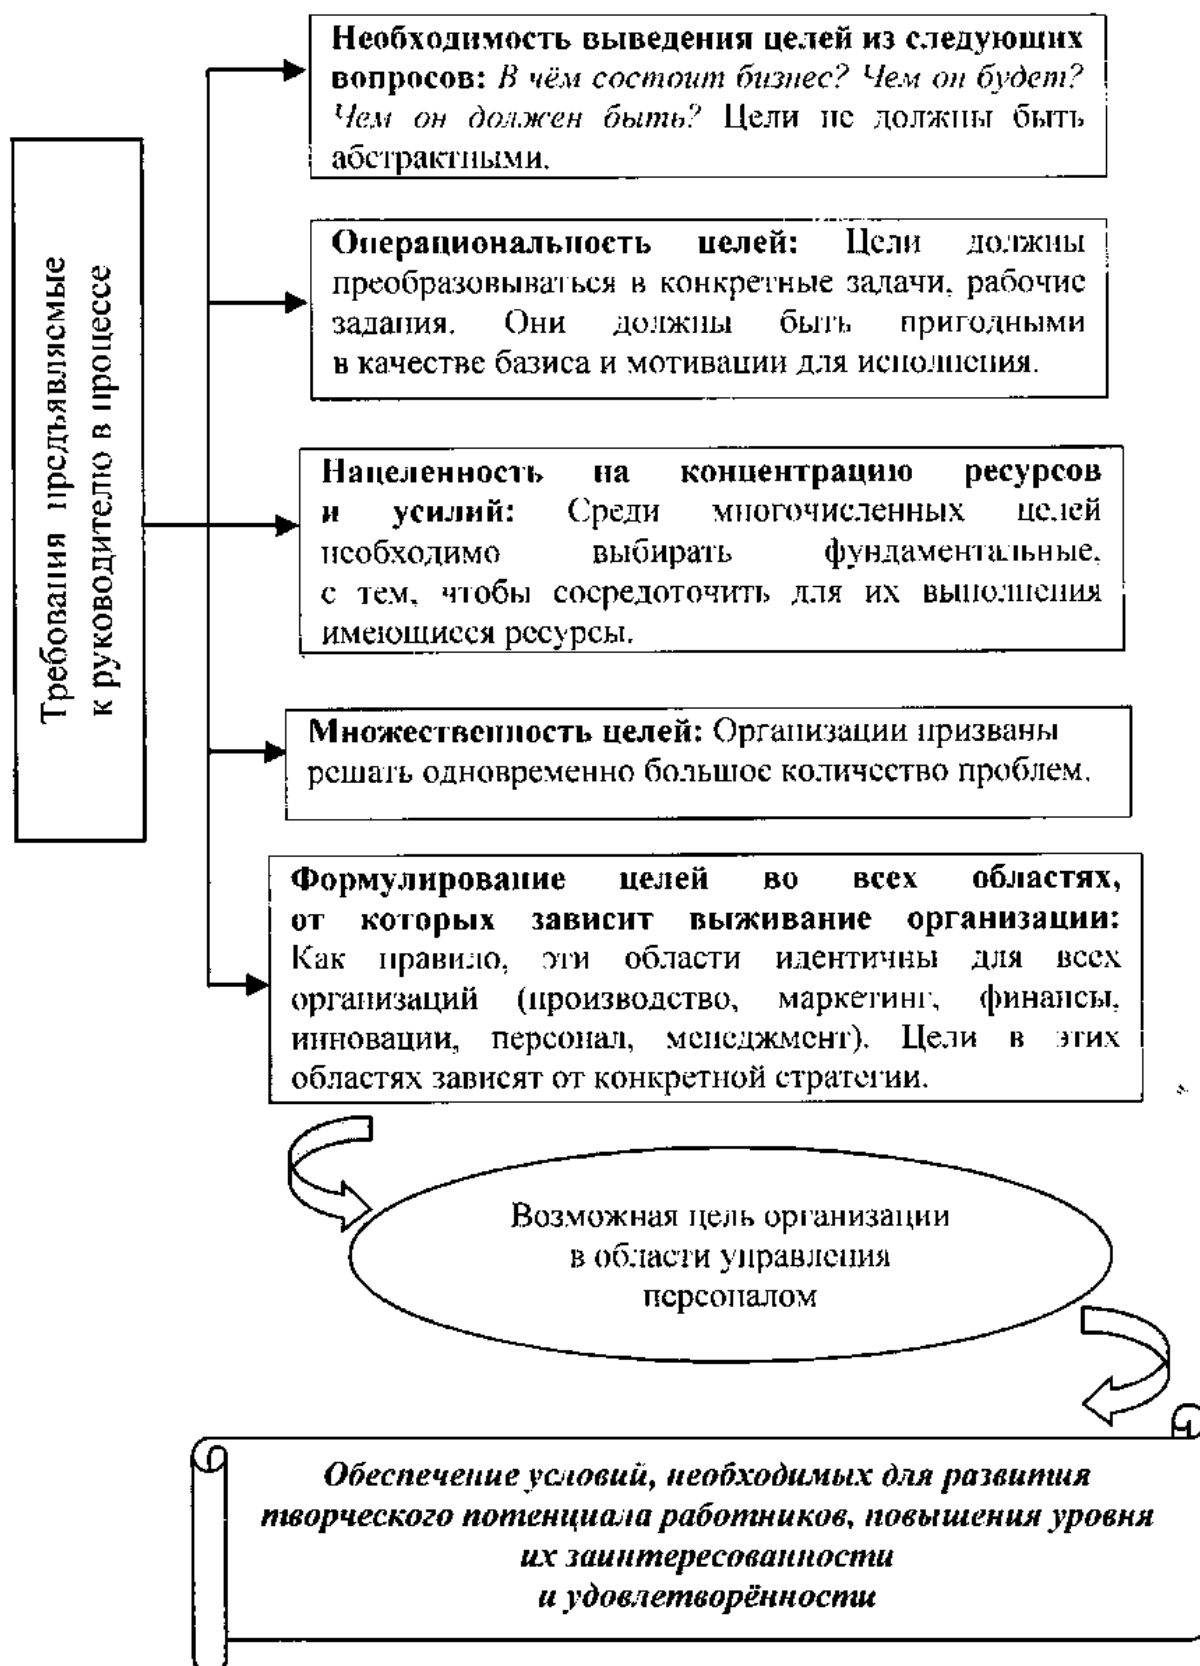 Требования предъявляемые
к руководителю в процессе
Необходимость выведения целей из следующих
вопросов: В чём состоит бизнес? Чем он будет?
Чем он должен быть? Цели не должны быть
абстрактными.
Операциональность целей: Цели должны
преобразовываться в конкретные задачи, рабочие
задания. Они должны быть пригодными
в качестве базиса и мотивации для исполнения.
Нацеленность на концентрацию ресурсов
и усилий: Среди многочисленных целей
необходимо выбирать фундаментальные,
с тем, чтобы сосредоточить для их выполнения
имеющиеся ресурсы.
Множественность целей: Организации призваны
решать одновременно большое количество проблем.
Формулирование целей во всех областях,
от которых зависит выживание организации:
Как правило, эти области идентичны для всех
организаций (производство, маркетинг, финансы,
инновации, персонал, менеджмент). Цели в этих
областях зависят от конкретной стратегии.
Возможная цель организации
в области управления
персоналом
Обеспечение условий, необходимых для развития
творческого потенциала работников, повышения уровня
их заинтересованности
и удовлетворённости